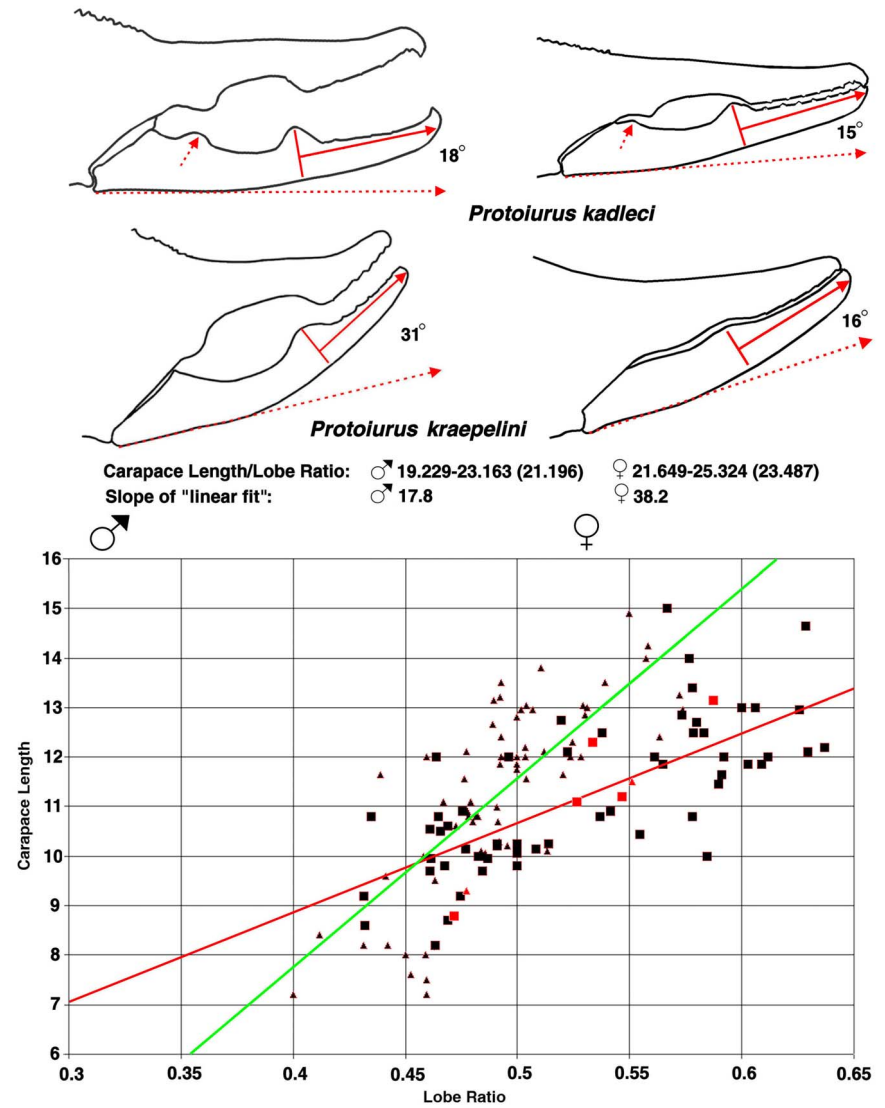 18°
15°
Protoiurus kadleci
31°
16°
Protoiurus kraepelini
Carapace Length/Lobe Ratio: ♂ 19.229-23.163 (21.196) ♀ 21.649-25.324 (23.487)
Slope of "linear fit": ♂ 17.8 ♀ 38.2
♂ ♀
16
15
14
13
12
11
10
9
8
7
6
Carapace Length
0.3 0.35 0.4 0.45 0.5 0.55 0.6 0.65
Lobe Ratio